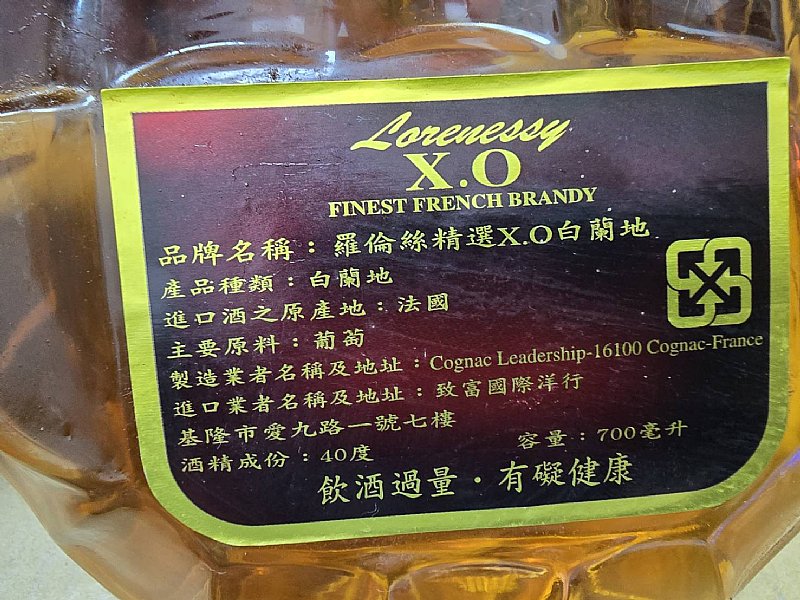 Lorenessy
X.O
FINEST FRENCH BRANDY
品牌名稱：羅倫絲精選X.O白蘭地
產品種類：白蘭地
進口酒之原產地：法國
主要原料：葡萄
製造業者名稱及地址：Cognac Leadership-16100 Cognac-France
進口業者名稱及地址：致富國際洋行
基隆市愛九路一號七樓
酒精成份：40度 容量：700毫升
飲酒過量·有礙健康